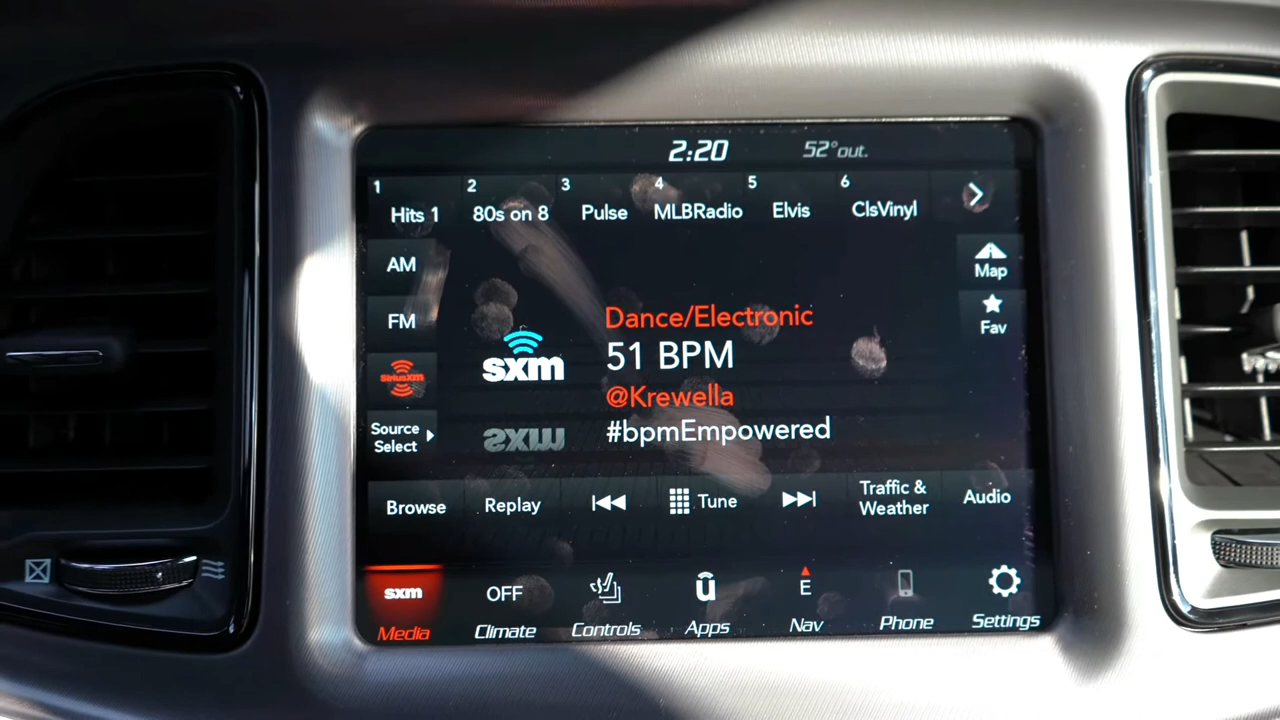 2:20 52° out.
1 2 3 4 5 6
Hits 1 80s on 8 Pulse MLBRadio Elvis ClsVinyl
AM
FM
SiriusXM
Source
Select
Map
Fav
sxm
Dance/Electronic
51 BPM
@Krewella
#bpmEmpowered
Browse Replay Tune Traffic & Weather Audio
sxm OFF û E
Media Climate Controls Apps Nav Phone Settings